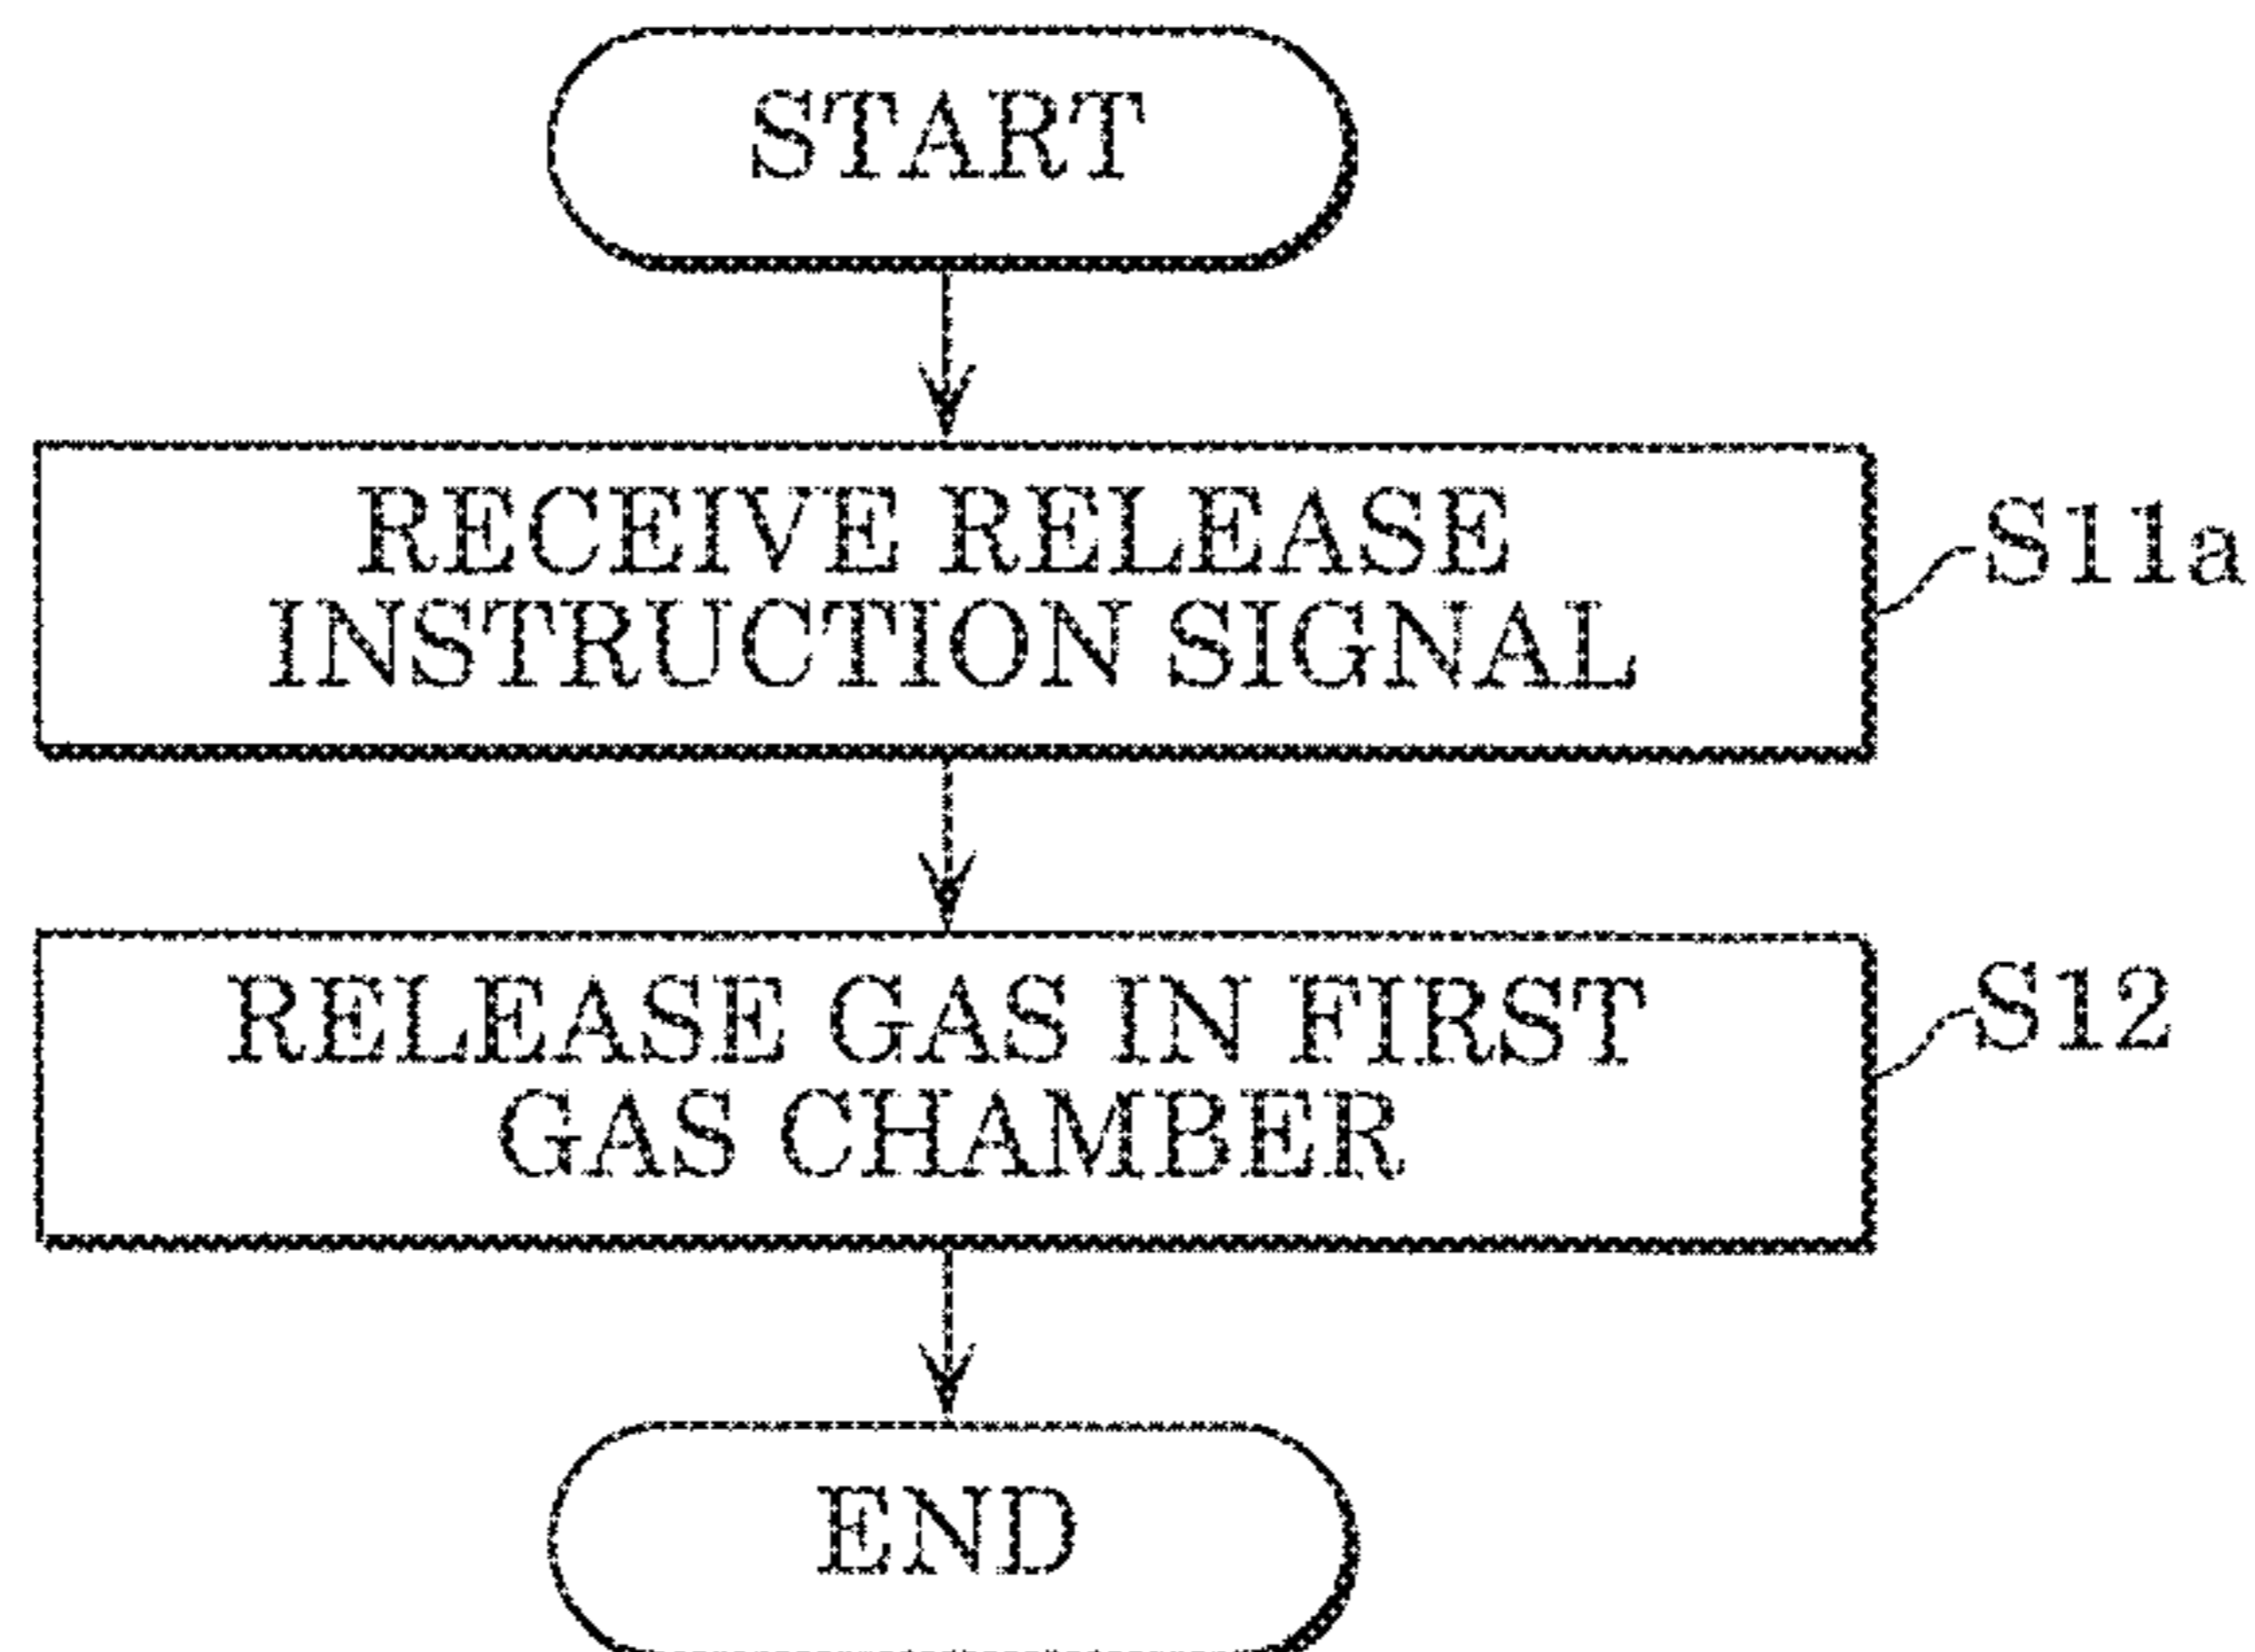 START
RECEIVE RELEASE
INSTRUCTION SIGNAL
S11a
RELEASE GAS IN FIRST
GAS CHAMBER
S12
END